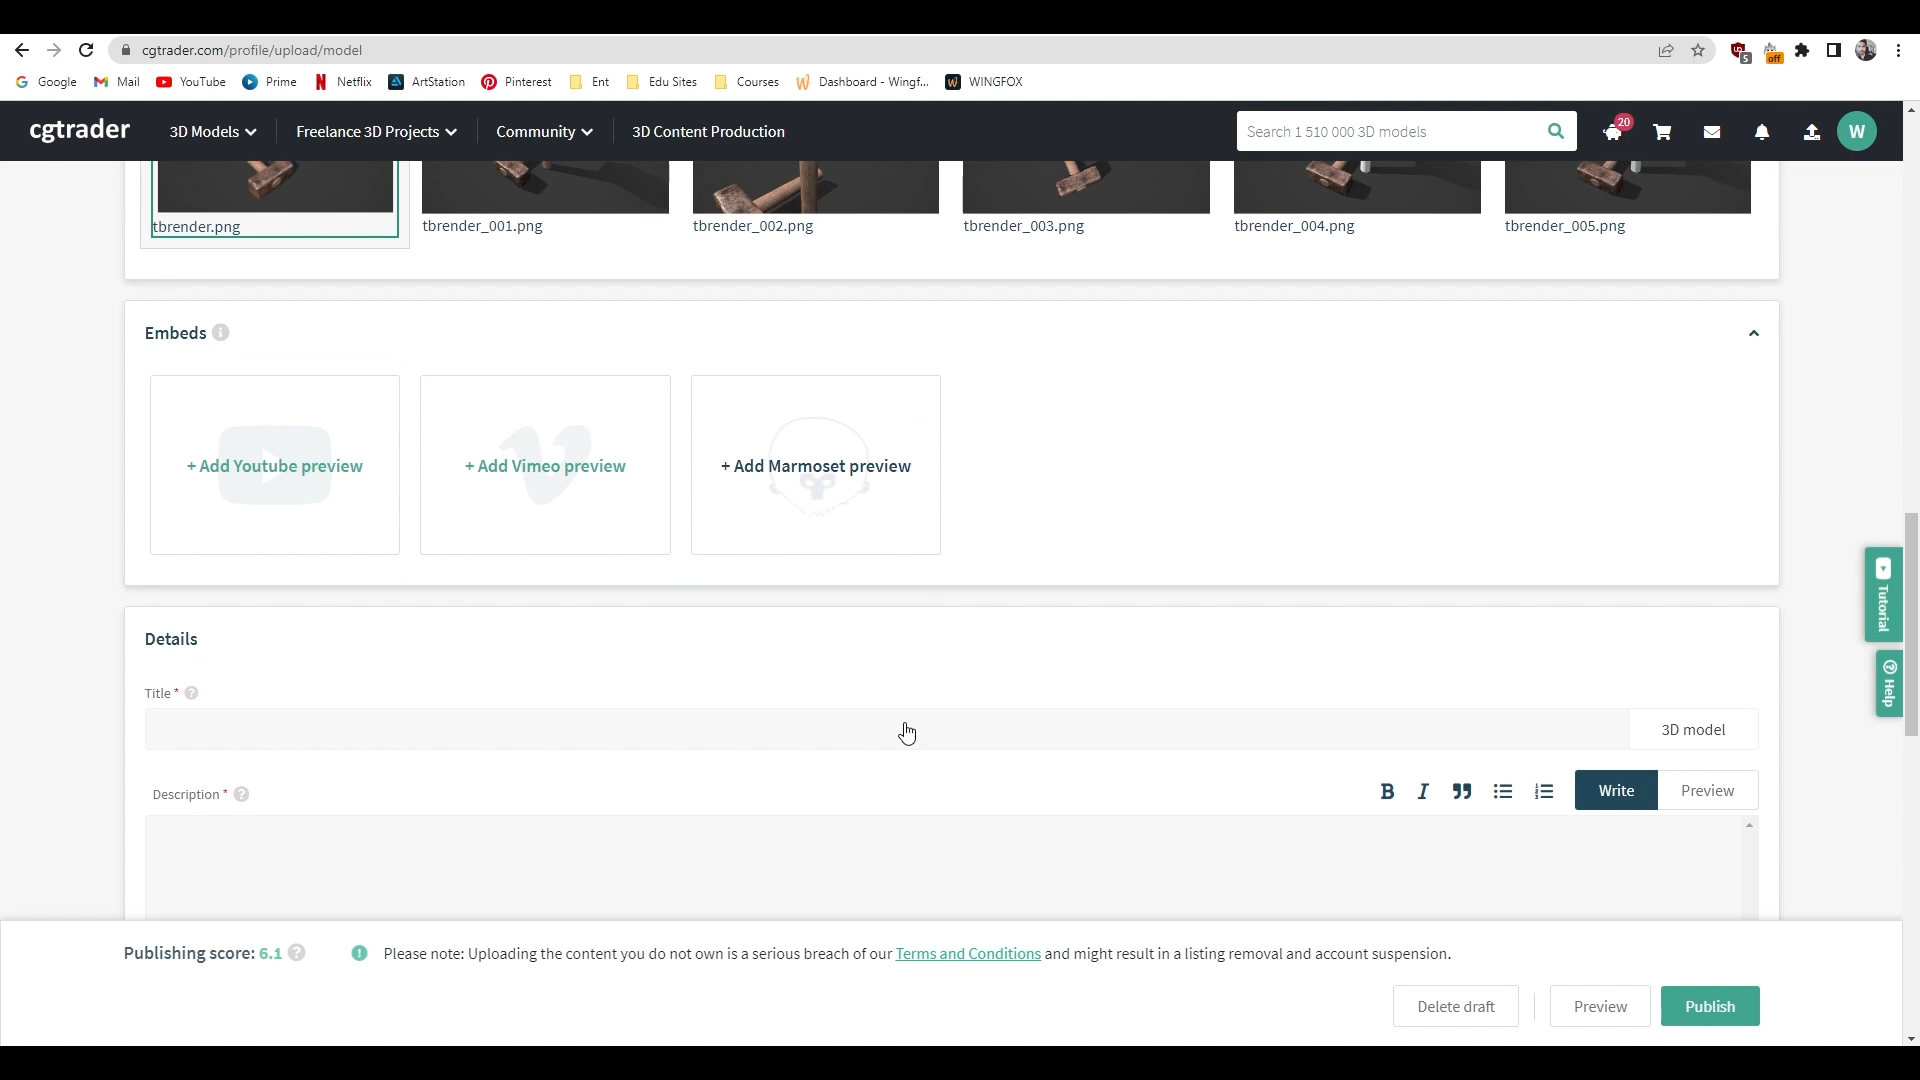 cgtrader.com/profile/upload/model
5
off
Google Mail YouTube Prime Netflix ArtStation Pinterest Ent Edu Sites Courses Dashboard - Wingf... WINGFOX
cgtrader 3D Models Freelance 3D Projects Community 3D Content Production Search 1 510 000 3D models 20 W
tbrender.png tbrender_001.png tbrender_002.png tbrender_003.png tbrender_004.png tbrender_005.png
Embeds
+ Add Youtube preview + Add Vimeo preview + Add Marmoset preview
Tutorial
Help
Details
Title *
3D model
Description * Write Preview
Publishing score: 6.1 Please note: Uploading the content you do not own is a serious breach of our Terms and Conditions and might result in a listing removal and account suspension.
Delete draft Preview Publish